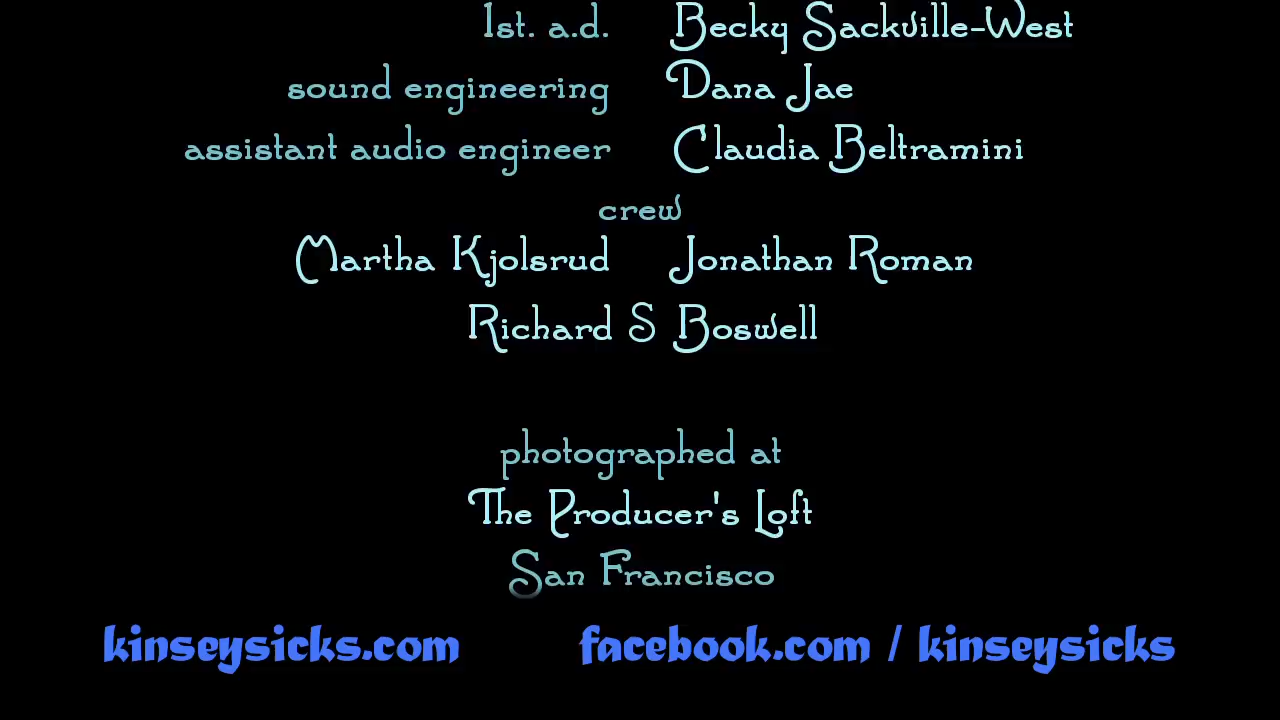 1st. a.d. Becky Sackville-West
sound engineering Dana Jae
assistant audio engineer Claudia Beltramini
crew
Martha Kjolsrud Jonathan Roman
Richard S Boswell
photographed at
The Producer's Loft
San Francisco
kinseysicks.com facebook.com / kinseysicks